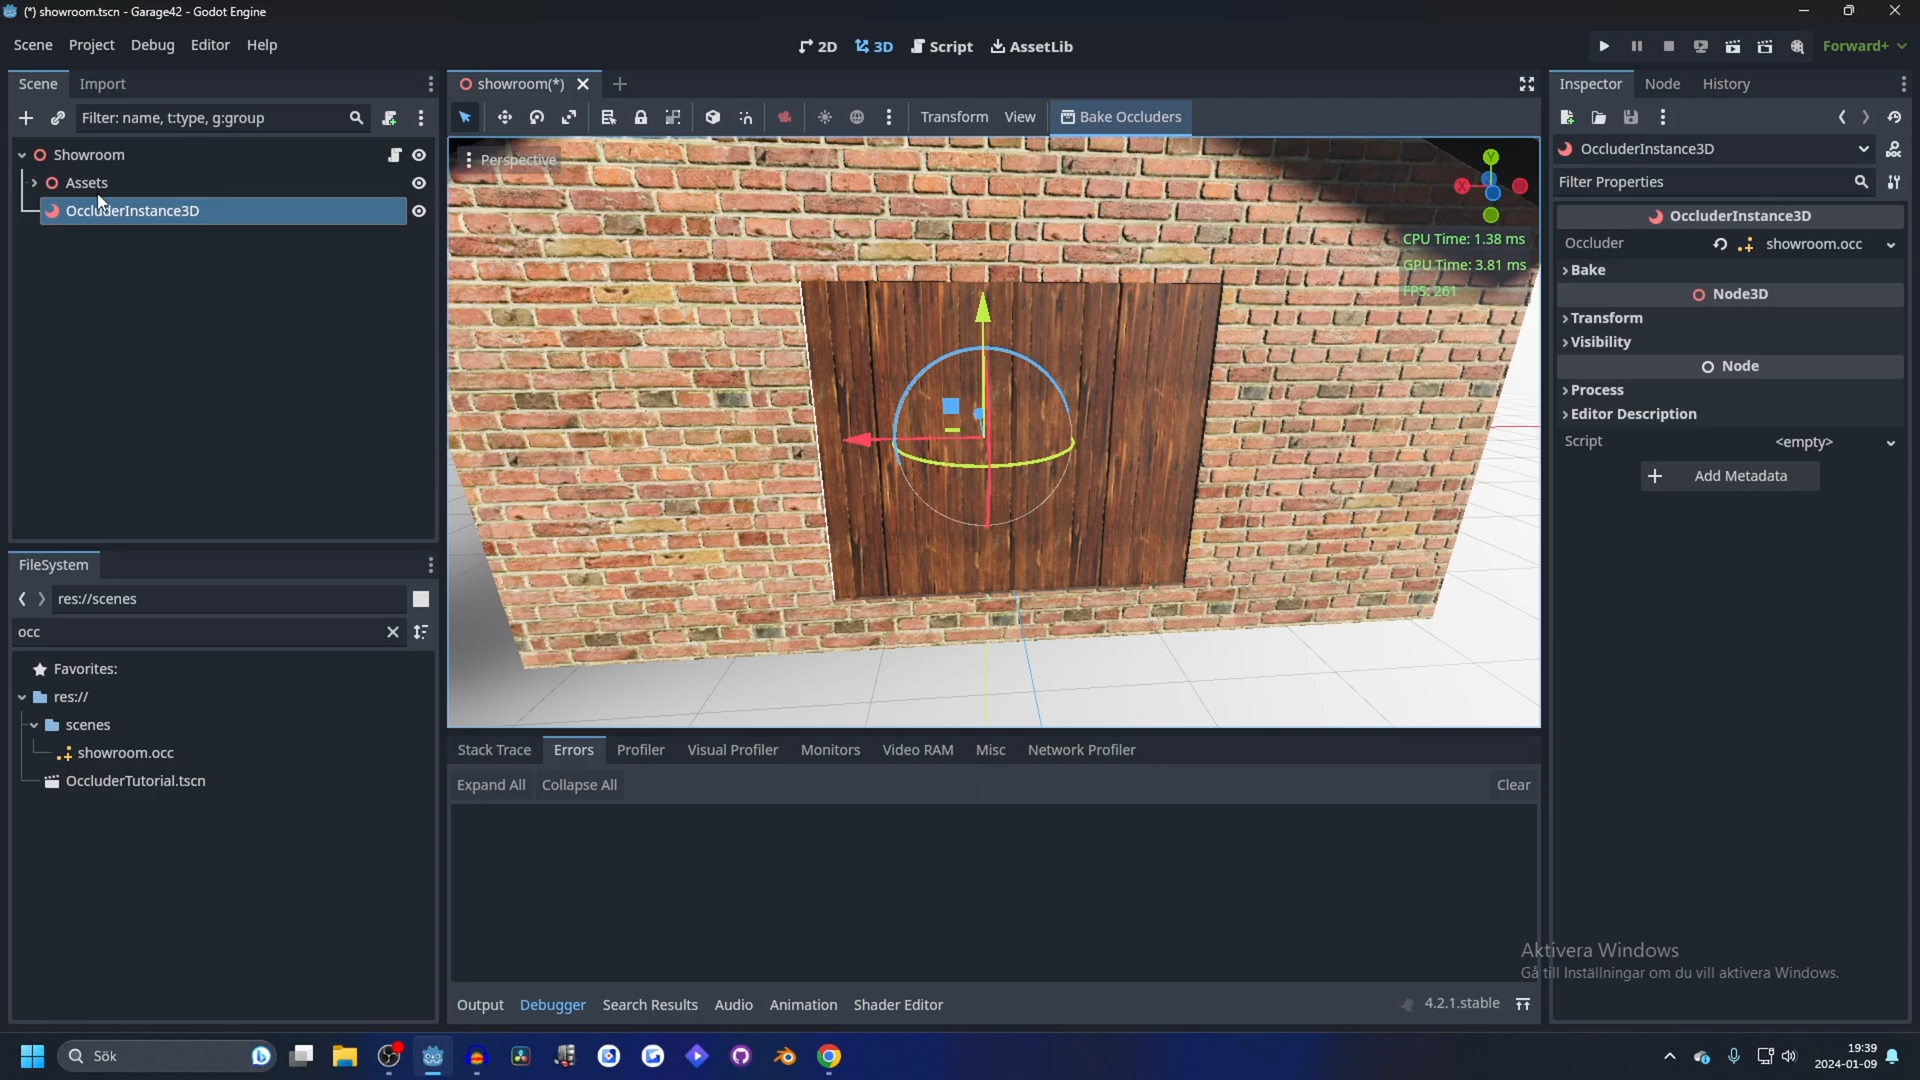 (*) showroom.tscn - Garage42 - Godot Engine
Scene Project Debug Editor Help
2D 3D Script AssetLib
Forward+
Scene Import
showroom(*)
Inspector Node History
Filter: name, t:type, g:group
Transform View Bake Occluders
Showroom
Assets
OccluderInstance3D
Perspective
Y
X
CPU Time: 1.38 ms
GPU Time: 3.81 ms
FPS: 261
OccluderInstance3D
Filter Properties
OccluderInstance3D
Occluder showroom.occ
Bake
Node3D
Transform
Visibility
Node
Process
Editor Description
Script <empty>
Add Metadata
FileSystem
res://scenes
occ
Favorites:
res://
scenes
showroom.occ
OccluderTutorial.tscn
Stack Trace Errors Profiler Visual Profiler Monitors Video RAM Misc Network Profiler
Expand All Collapse All Clear
Output Debugger Search Results Audio Animation Shader Editor
4.2.1.stable
Aktivera Windows
Gå till Inställningar om du vill aktivera Windows.
Sök
19:39
2024-01-09